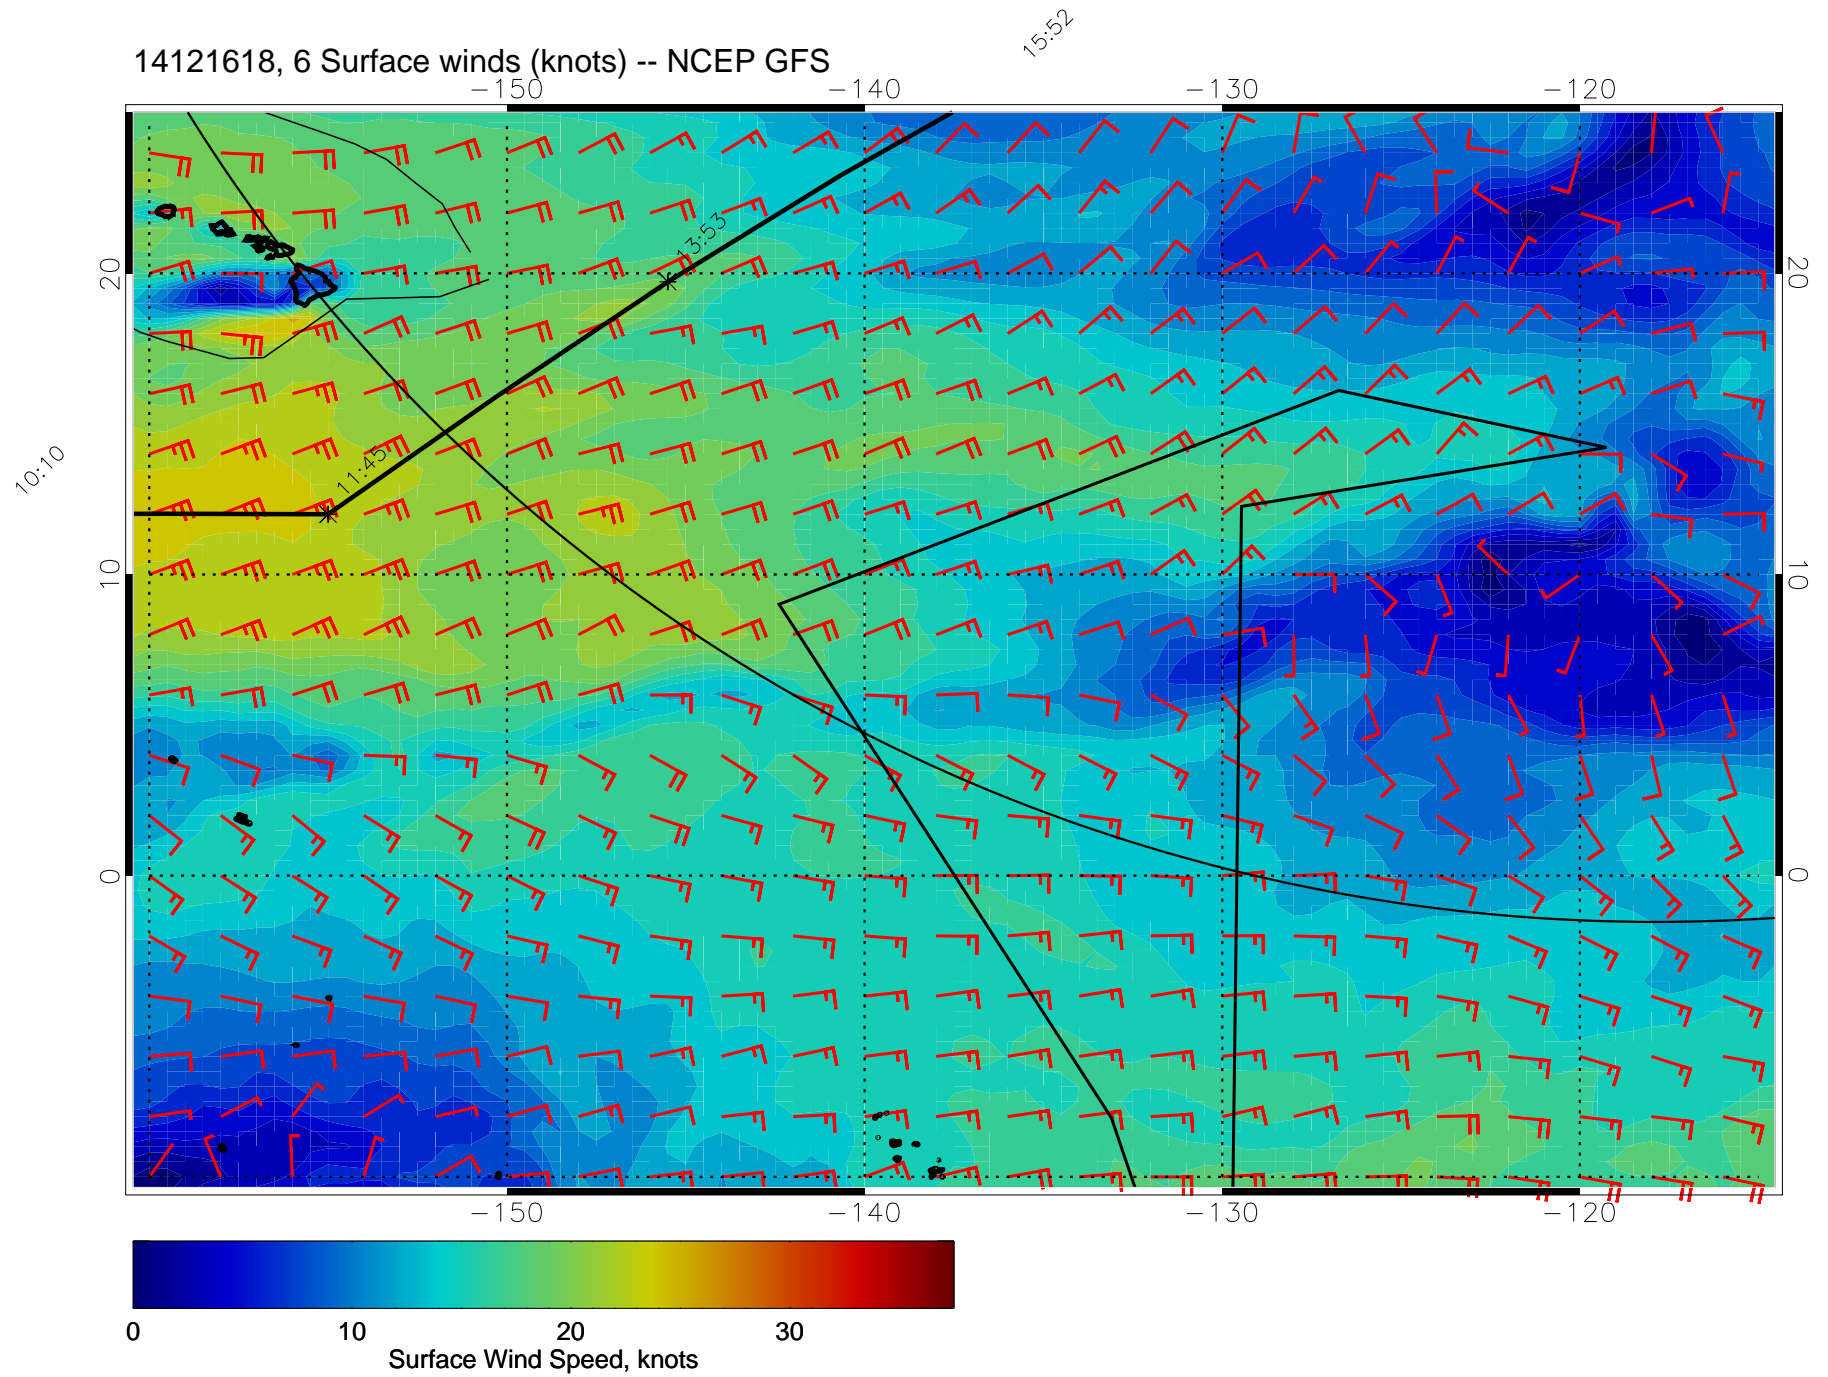 15:52
14121618, 6 Surface winds (knots) -- NCEP GFS
-150 -140 -130 -120
13:53
20 20
10:10
11:45
10 10
0 0
-150 -140 -130 -120
0 10 20 30
Surface Wind Speed, knots